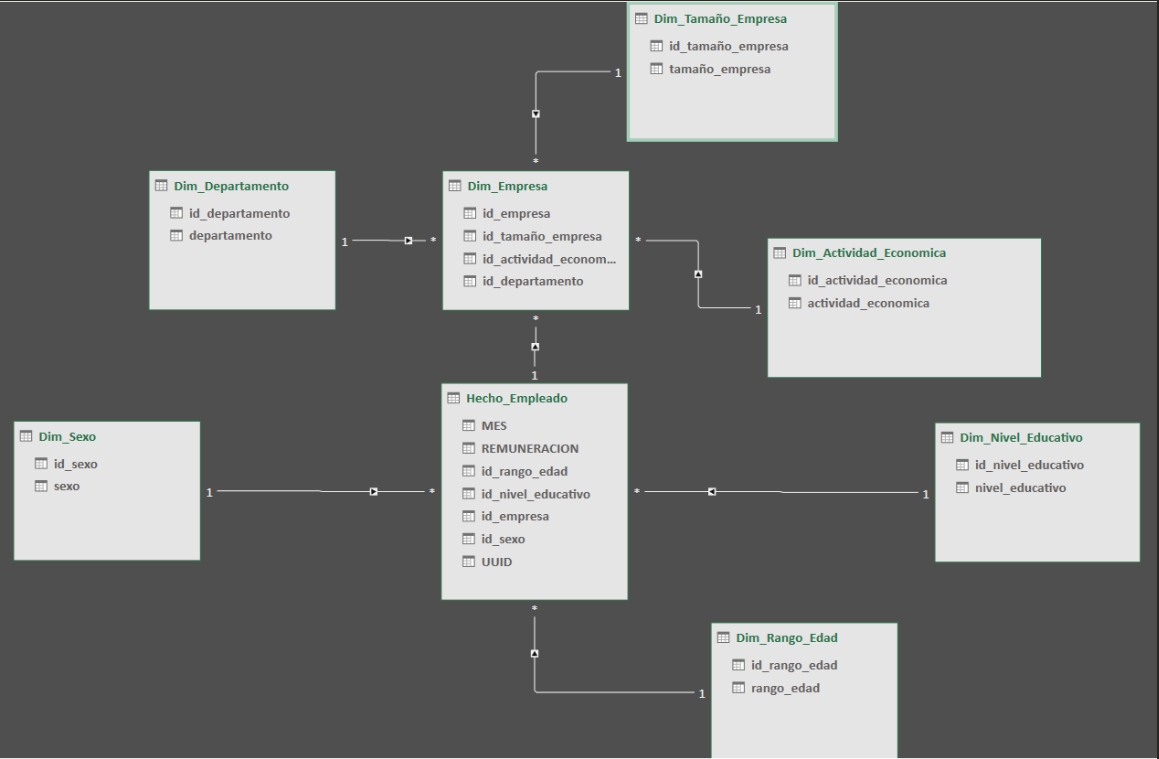 Dim_Tamaño_Empresa
id_tamaño_empresa
tamaño_empresa
1
*
Dim_Departamento
id_departamento
departamento
1
*
Dim_Empresa
id_empresa
id_tamaño_empresa
id_actividad_econom...
id_departamento
*
Dim_Actividad_Economica
id_actividad_economica
actividad_economica
1
*
1
Hecho_Empleado
MES
REMUNERACION
id_rango_edad
id_nivel_educativo
id_empresa
id_sexo
UUID
Dim_Sexo
id_sexo
sexo
1
*
Dim_Nivel_Educativo
id_nivel_educativo
nivel_educativo
*
1
*
Dim_Rango_Edad
id_rango_edad
rango_edad
1